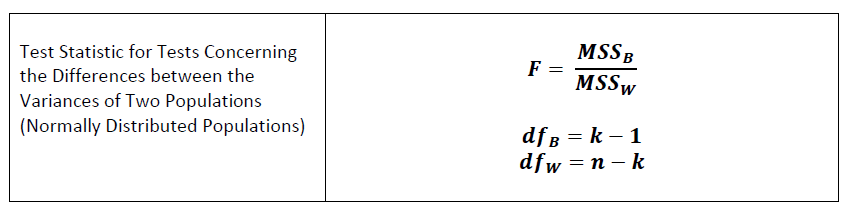 Test Statistic for Tests Concerning
the Differences between the
Variances of Two Populations
(Normally Distributed Populations)
F = MSS_B / MSS_W
df_B = k − 1
df_W = n − k